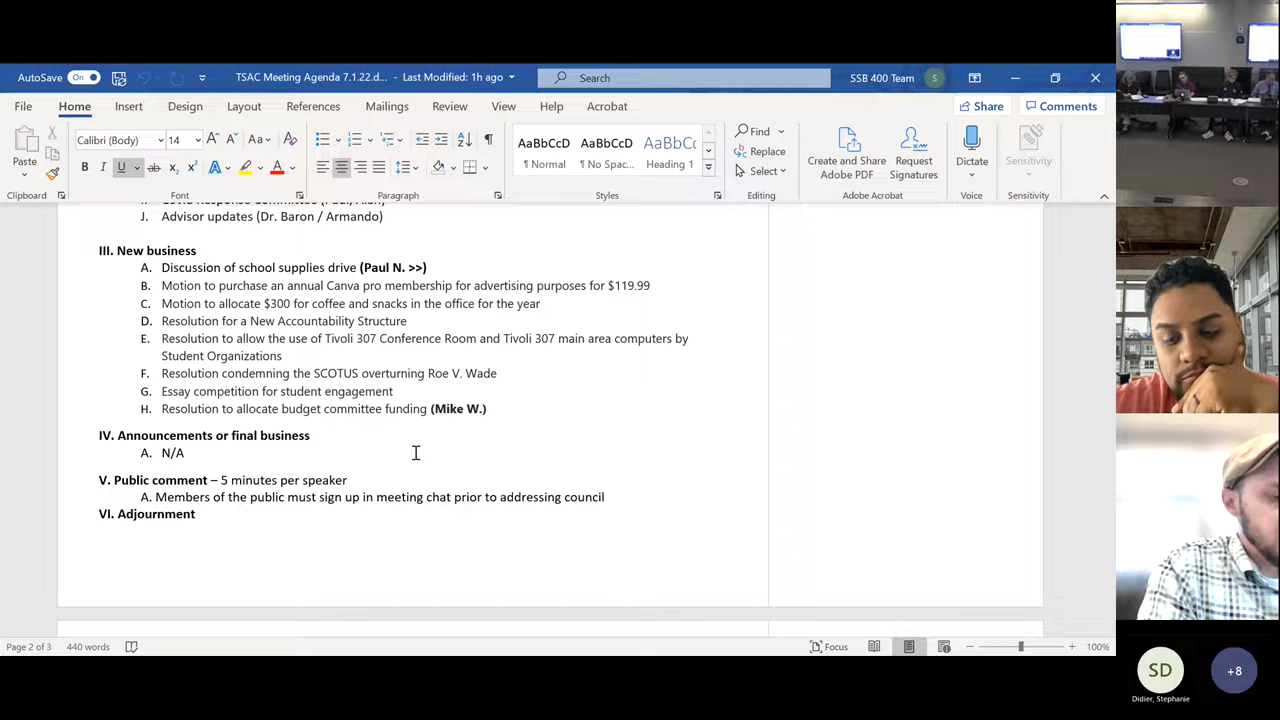 AutoSave On TSAC Meeting Agenda 7.1.22.d... - Last Modified: 1h ago Search SSB 400 Team S
File Home Insert Design Layout References Mailings Review View Help Acrobat Share Comments
Calibri (Body) 14 AaBbCcD AaBbCcD AaBbC Find
Paste Replace Create and Share Adobe PDF Request Signatures Dictate Sensitivity
¶ Normal ¶ No Spac... Heading 1 Select
Clipboard Font Paragraph Styles Editing Adobe Acrobat Voice Sensitivity
J. Advisor updates (Dr. Baron / Armando)
III. New business
A. Discussion of school supplies drive (Paul N. >>)
B. Motion to purchase an annual Canva pro membership for advertising purposes for $119.99
C. Motion to allocate $300 for coffee and snacks in the office for the year
D. Resolution for a New Accountability Structure
E. Resolution to allow the use of Tivoli 307 Conference Room and Tivoli 307 main area computers by
Student Organizations
F. Resolution condemning the SCOTUS overturning Roe V. Wade
G. Essay competition for student engagement
H. Resolution to allocate budget committee funding (Mike W.)
IV. Announcements or final business
A. N/A
V. Public comment – 5 minutes per speaker
A. Members of the public must sign up in meeting chat prior to addressing council
VI. Adjournment
Page 2 of 3 440 words Focus 100%
SD +8
Didier, Stephanie